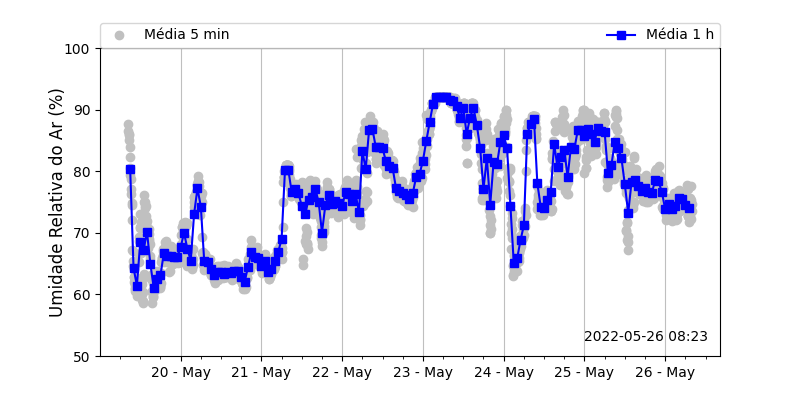 Média 5 min
Média 1 h
100
90
80
70
60
50
Umidade Relativa do Ar (%)
2022-05-26 08:23
20 - May
21 - May
22 - May
23 - May
24 - May
25 - May
26 - May